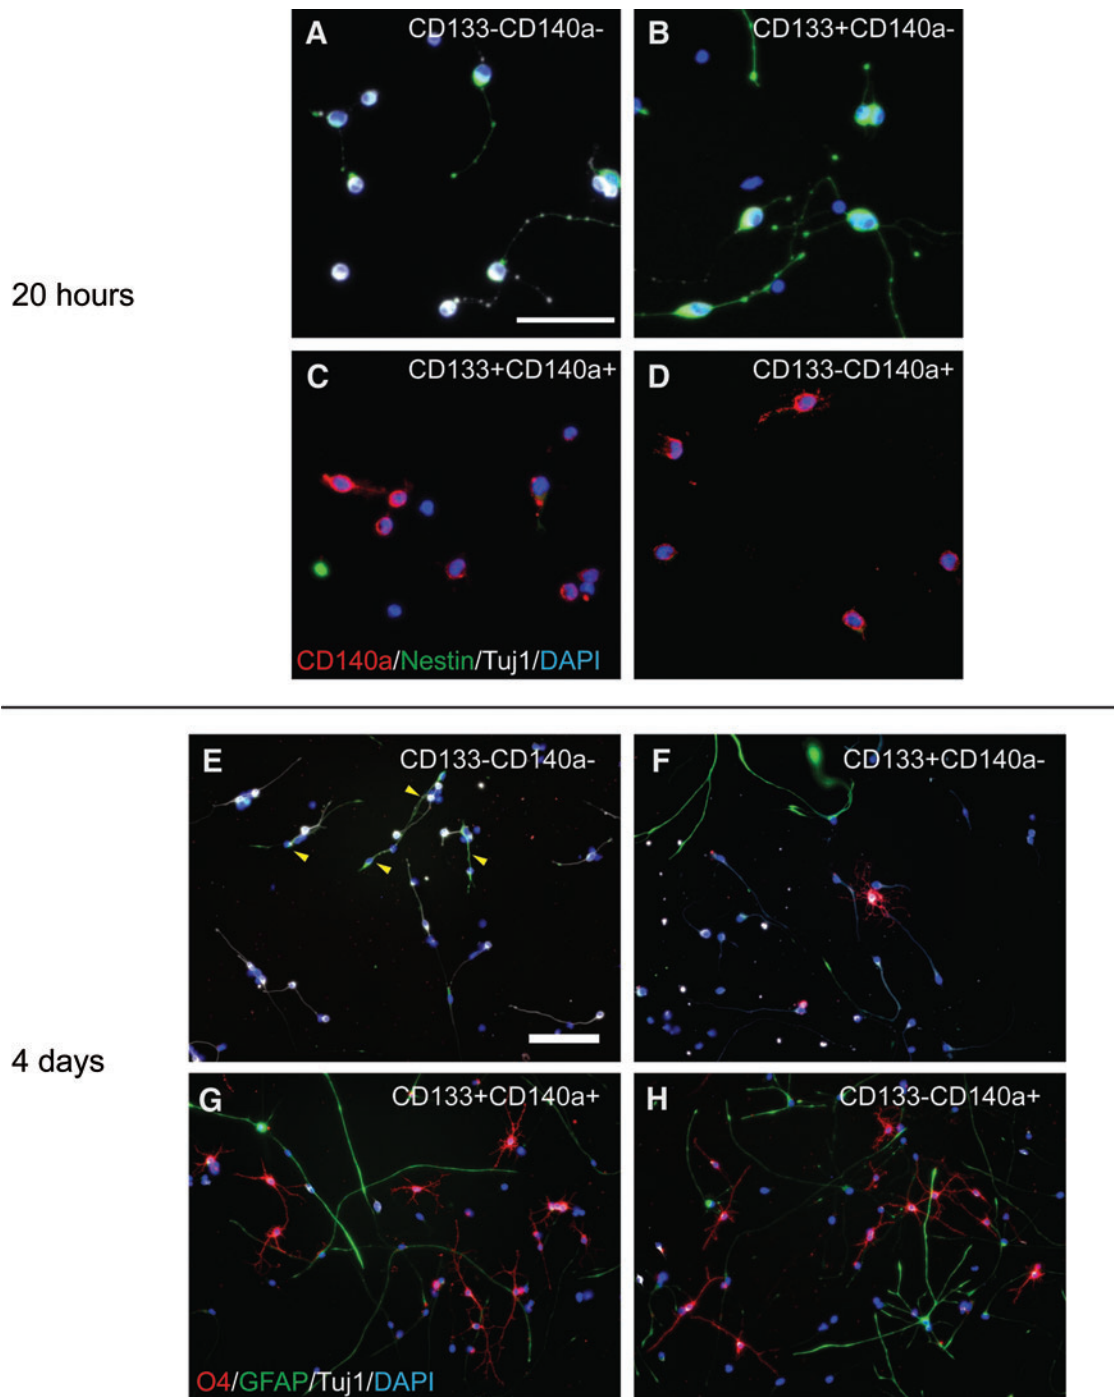 A CD133-CD140a-
B CD133+CD140a-
20 hours
C CD133+CD140a+
D CD133-CD140a+
CD140a/Nestin/Tuj1/DAPI
E CD133-CD140a-
F CD133+CD140a-
4 days
G CD133+CD140a+
H CD133-CD140a+
O4/GFAP/Tuj1/DAPI